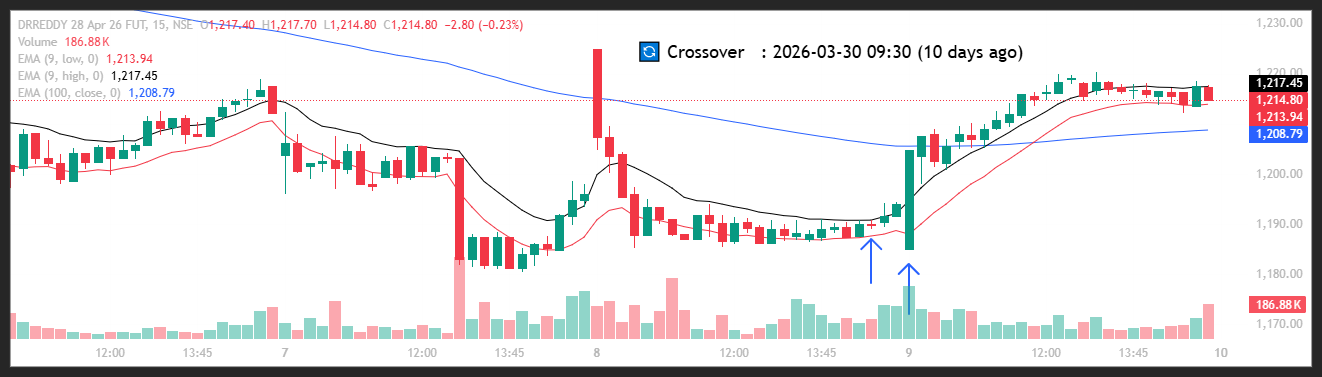 DRREDDY 28 Apr 26 FUT, 15, NSE O1,217.40 H1,217.70 L1,214.80 C1,214.80 −2.80 (−0.23%)
Volume 186.88K
EMA (9, low, 0) 1,213.94
EMA (9, high, 0) 1,217.45
EMA (100, close, 0) 1,208.79
🔄 Crossover : 2026-03-30 09:30 (10 days ago)
1,230.00
1,220.00
1,217.45
1,214.80
1,213.94
1,208.79
1,200.00
1,190.00
1,180.00
186.88K
1,170.00
12:00 13:45 7 12:00 13:45 8 12:00 13:45 9 12:00 13:45 10